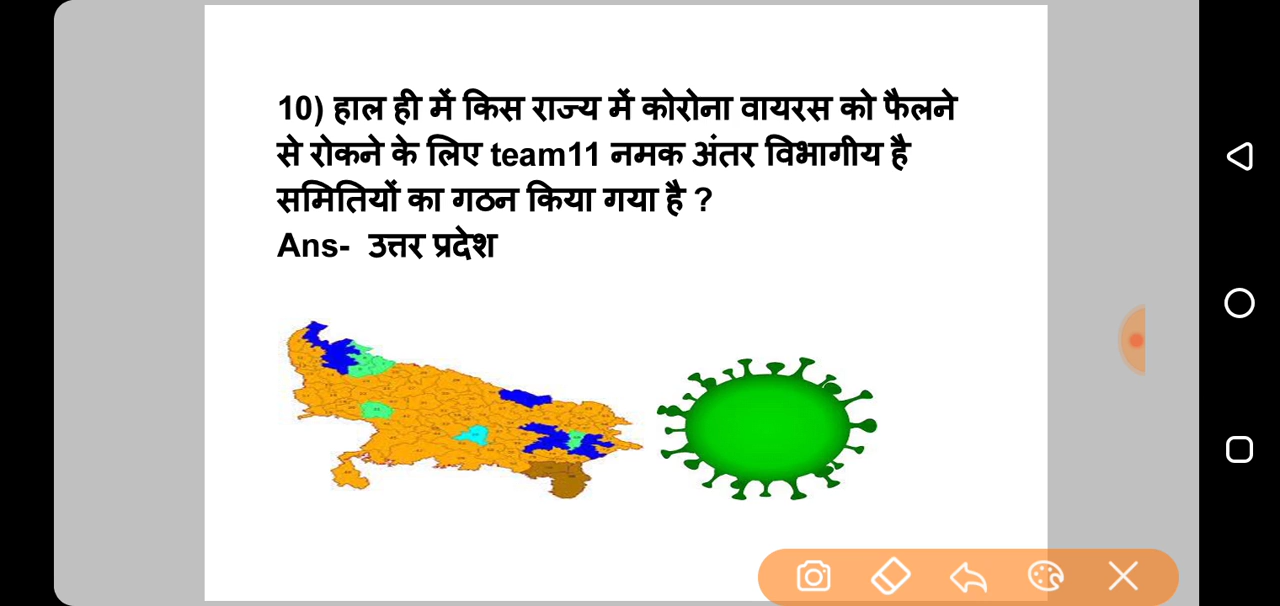 10) हाल ही में किस राज्य में कोरोना वायरस को फैलने
से रोकने के लिए team11 नमक अंतर विभागीय है
समितियों का गठन किया गया है ?
Ans- उत्तर प्रदेश